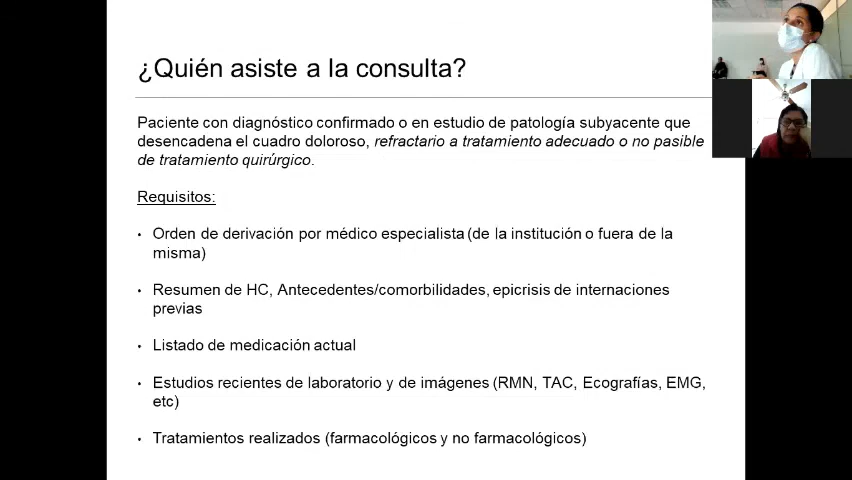 ¿Quién asiste a la consulta?
Paciente con diagnóstico confirmado o en estudio de patología subyacente que
desencadena el cuadro doloroso, refractario a tratamiento adecuado o no pasible
de tratamiento quirúrgico.
Requisitos:
• Orden de derivación por médico especialista (de la institución o fuera de la
misma)
• Resumen de HC, Antecedentes/comorbilidades, epicrisis de internaciones
previas
• Listado de medicación actual
• Estudios recientes de laboratorio y de imágenes (RMN, TAC, Ecografías, EMG,
etc)
• Tratamientos realizados (farmacológicos y no farmacológicos)